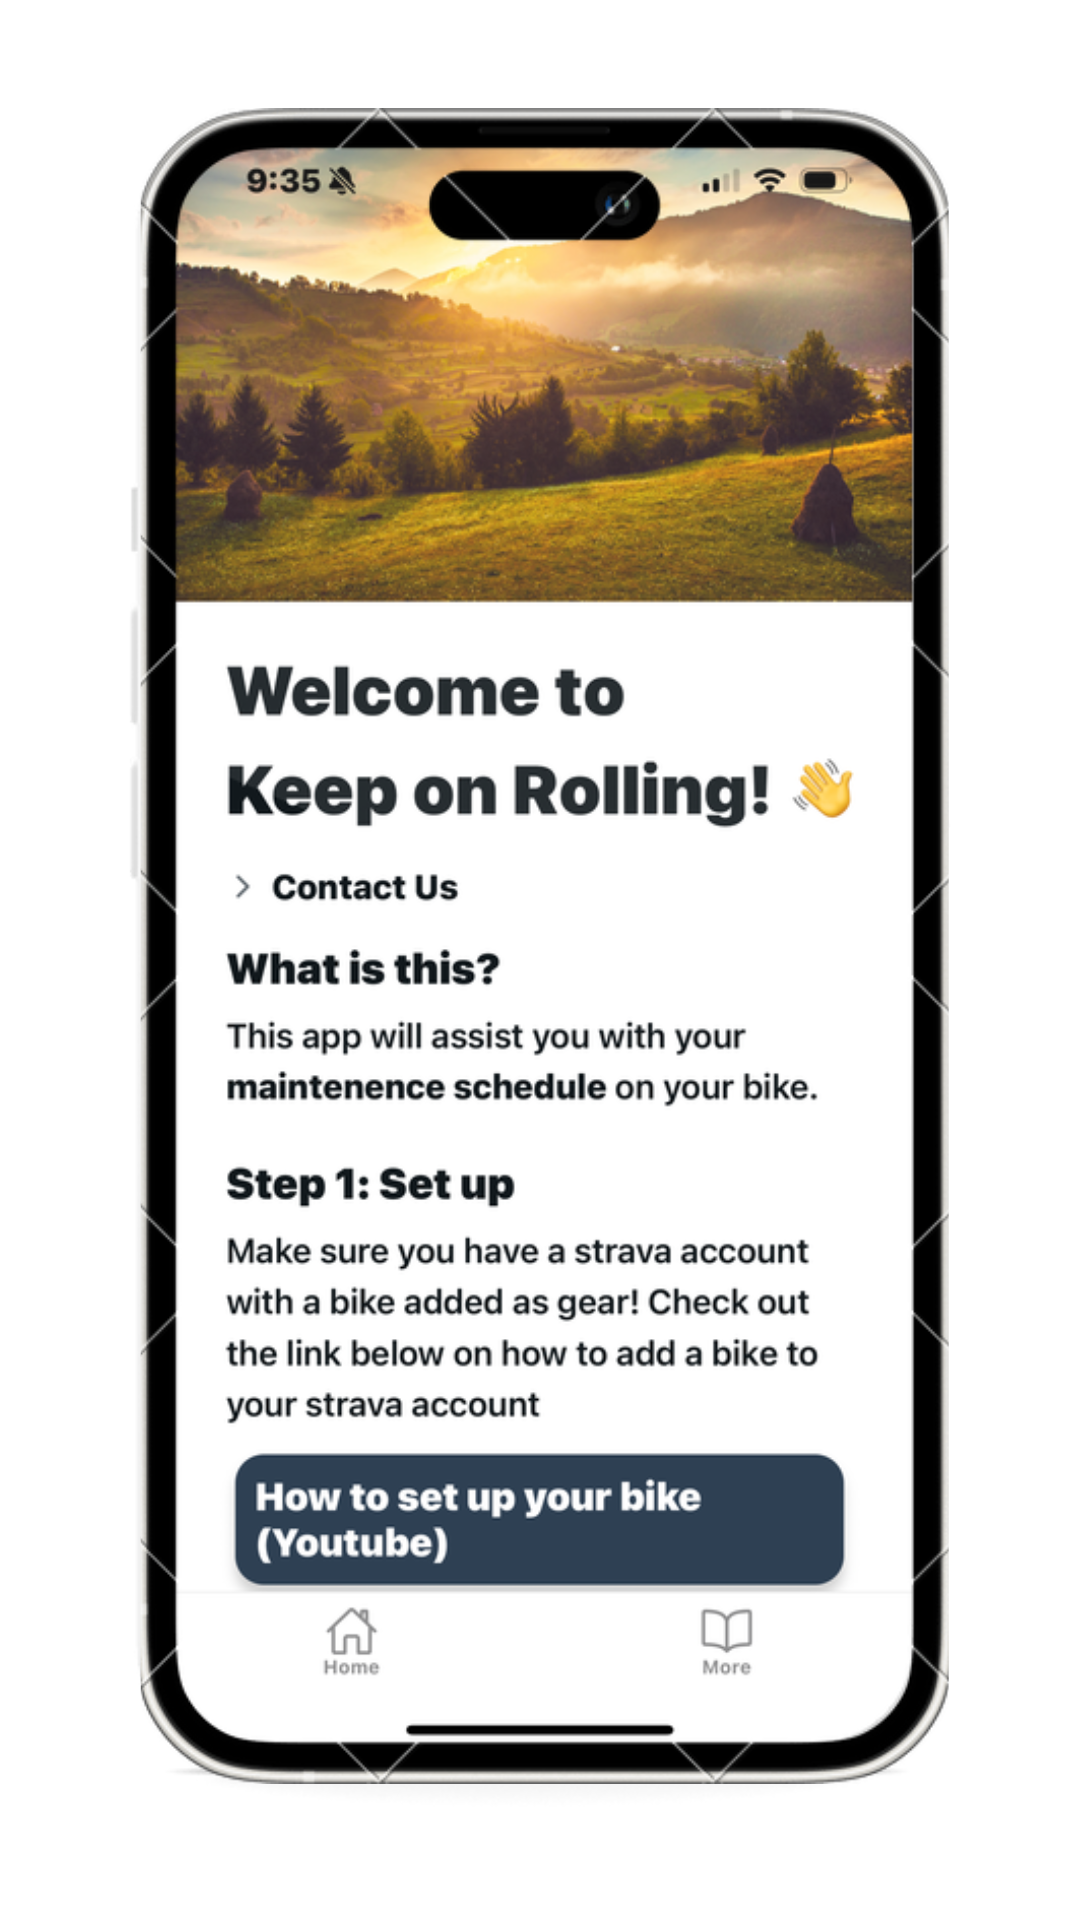 9:35
Welcome to
Keep on Rolling! 👋
Contact Us
What is this?
This app will assist you with your
maintenence schedule on your bike.
Step 1: Set up
Make sure you have a strava account
with a bike added as gear! Check out
the link below on how to add a bike to
your strava account
How to set up your bike
(Youtube)
Home
More